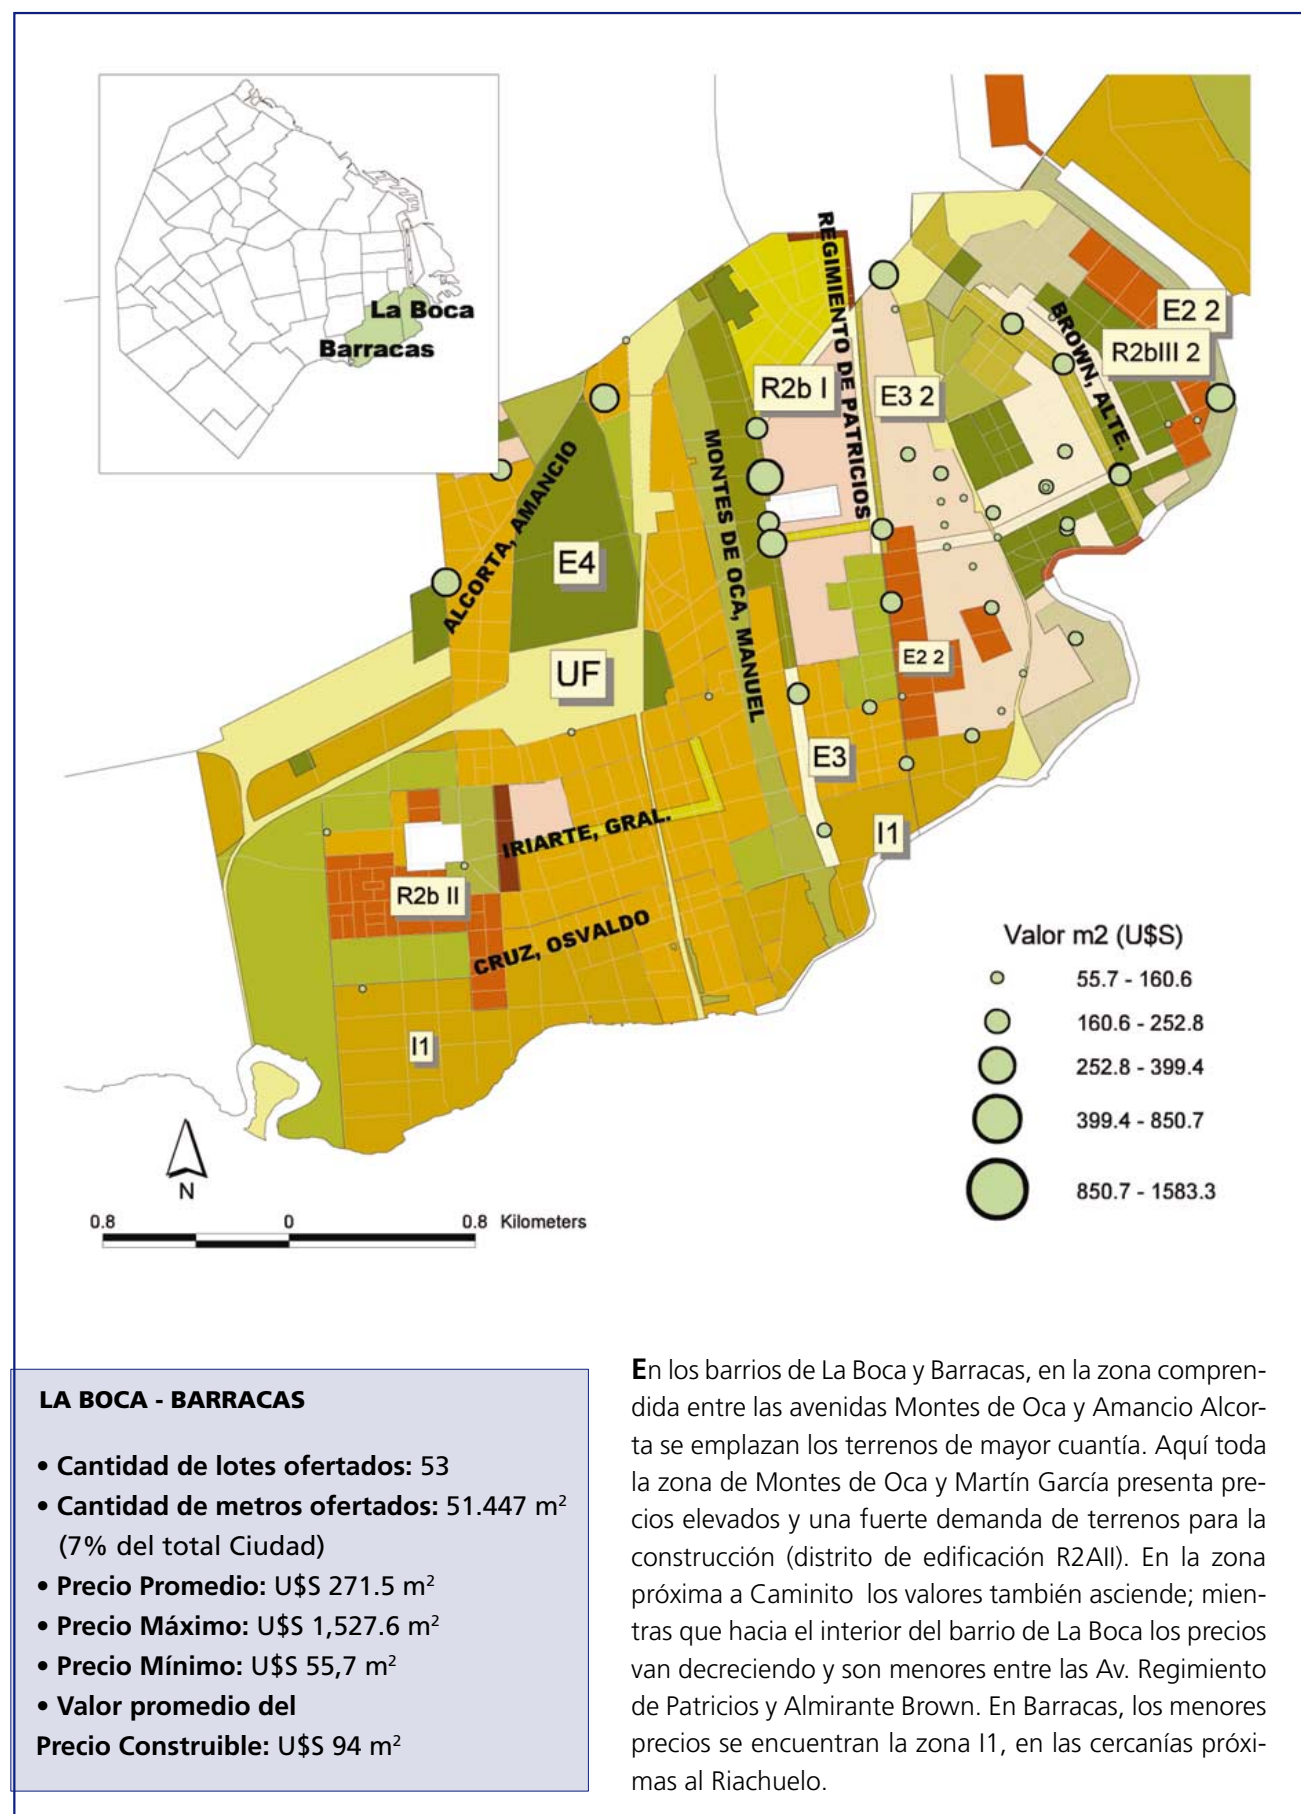 La Boca
Barracas
REGIMIENTO DE PATRICIOS
E2 2
R2bIII 2
BROWN, ALTE.
R2b I
E3 2
MONTES DE OCA, MANUEL
ALCORTA, AMANCIO
E4
UF
E2 2
E3
I1
IRIARTE, GRAL.
R2b II
CRUZ, OSVALDO
I1
Valor m2 (U$S)
55.7 - 160.6
160.6 - 252.8
252.8 - 399.4
399.4 - 850.7
850.7 - 1583.3
N
0.8 0 0.8 Kilometers
LA BOCA - BARRACAS
• Cantidad de lotes ofertados: 53
• Cantidad de metros ofertados: 51.447 m²
(7% del total Ciudad)
• Precio Promedio: U$S 271.5 m²
• Precio Máximo: U$S 1,527.6 m²
• Precio Mínimo: U$S 55,7 m²
• Valor promedio del
Precio Construible: U$S 94 m²
En los barrios de La Boca y Barracas, en la zona compren-
dida entre las avenidas Montes de Oca y Amancio Alcor-
ta se emplazan los terrenos de mayor cuantía. Aquí toda
la zona de Montes de Oca y Martín García presenta pre-
cios elevados y una fuerte demanda de terrenos para la
construcción (distrito de edificación R2AII). En la zona
próxima a Caminito los valores también asciende; mien-
tras que hacia el interior del barrio de La Boca los precios
van decreciendo y son menores entre las Av. Regimiento
de Patricios y Almirante Brown. En Barracas, los menores
precios se encuentran la zona I1, en las cercanías próxi-
mas al Riachuelo.